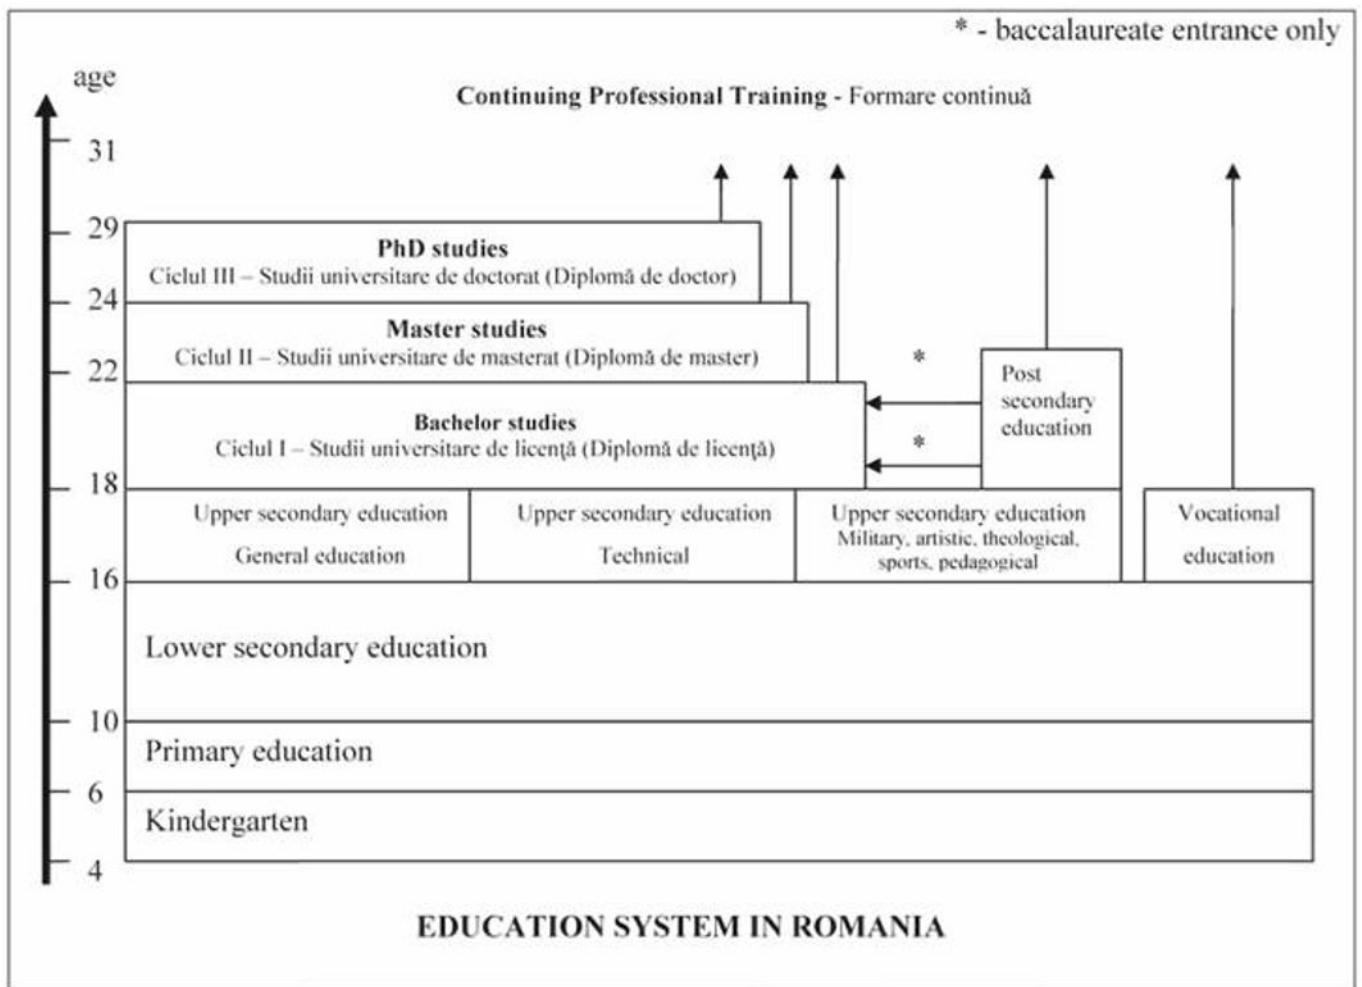 * - baccalaureate entrance only
age
Continuing Professional Training - Formare continuă
31
29
PhD studies
Ciclul III – Studii universitare de doctorat (Diplomă de doctor)
24
Master studies
Ciclul II – Studii universitare de masterat (Diplomă de master)
*
22
Post
secondary
education
Bachelor studies
Ciclul I – Studii universitare de licenţă (Diplomă de licenţă)
*
18
Upper secondary education
General education
Upper secondary education
Technical
Upper secondary education
Military, artistic, theological,
sports, pedagogical
Vocational
education
16
Lower secondary education
10
Primary education
6
Kindergarten
4
EDUCATION SYSTEM IN ROMANIA